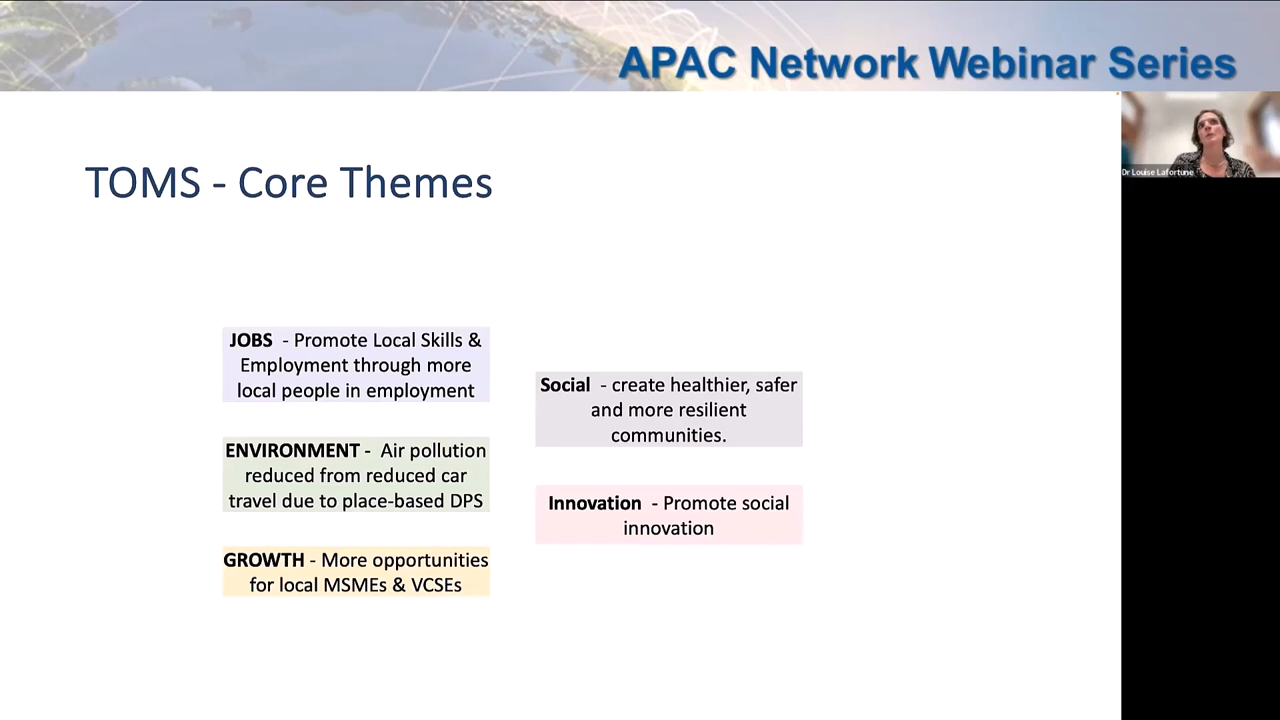 APAC Network Webinar Series
Dr Louise Lafortune
TOMS - Core Themes
JOBS - Promote Local Skills &
Employment through more
local people in employment
ENVIRONMENT - Air pollution
reduced from reduced car
travel due to place-based DPS
GROWTH - More opportunities
for local MSMEs & VCSEs
Social - create healthier, safer
and more resilient
communities.
Innovation - Promote social
innovation